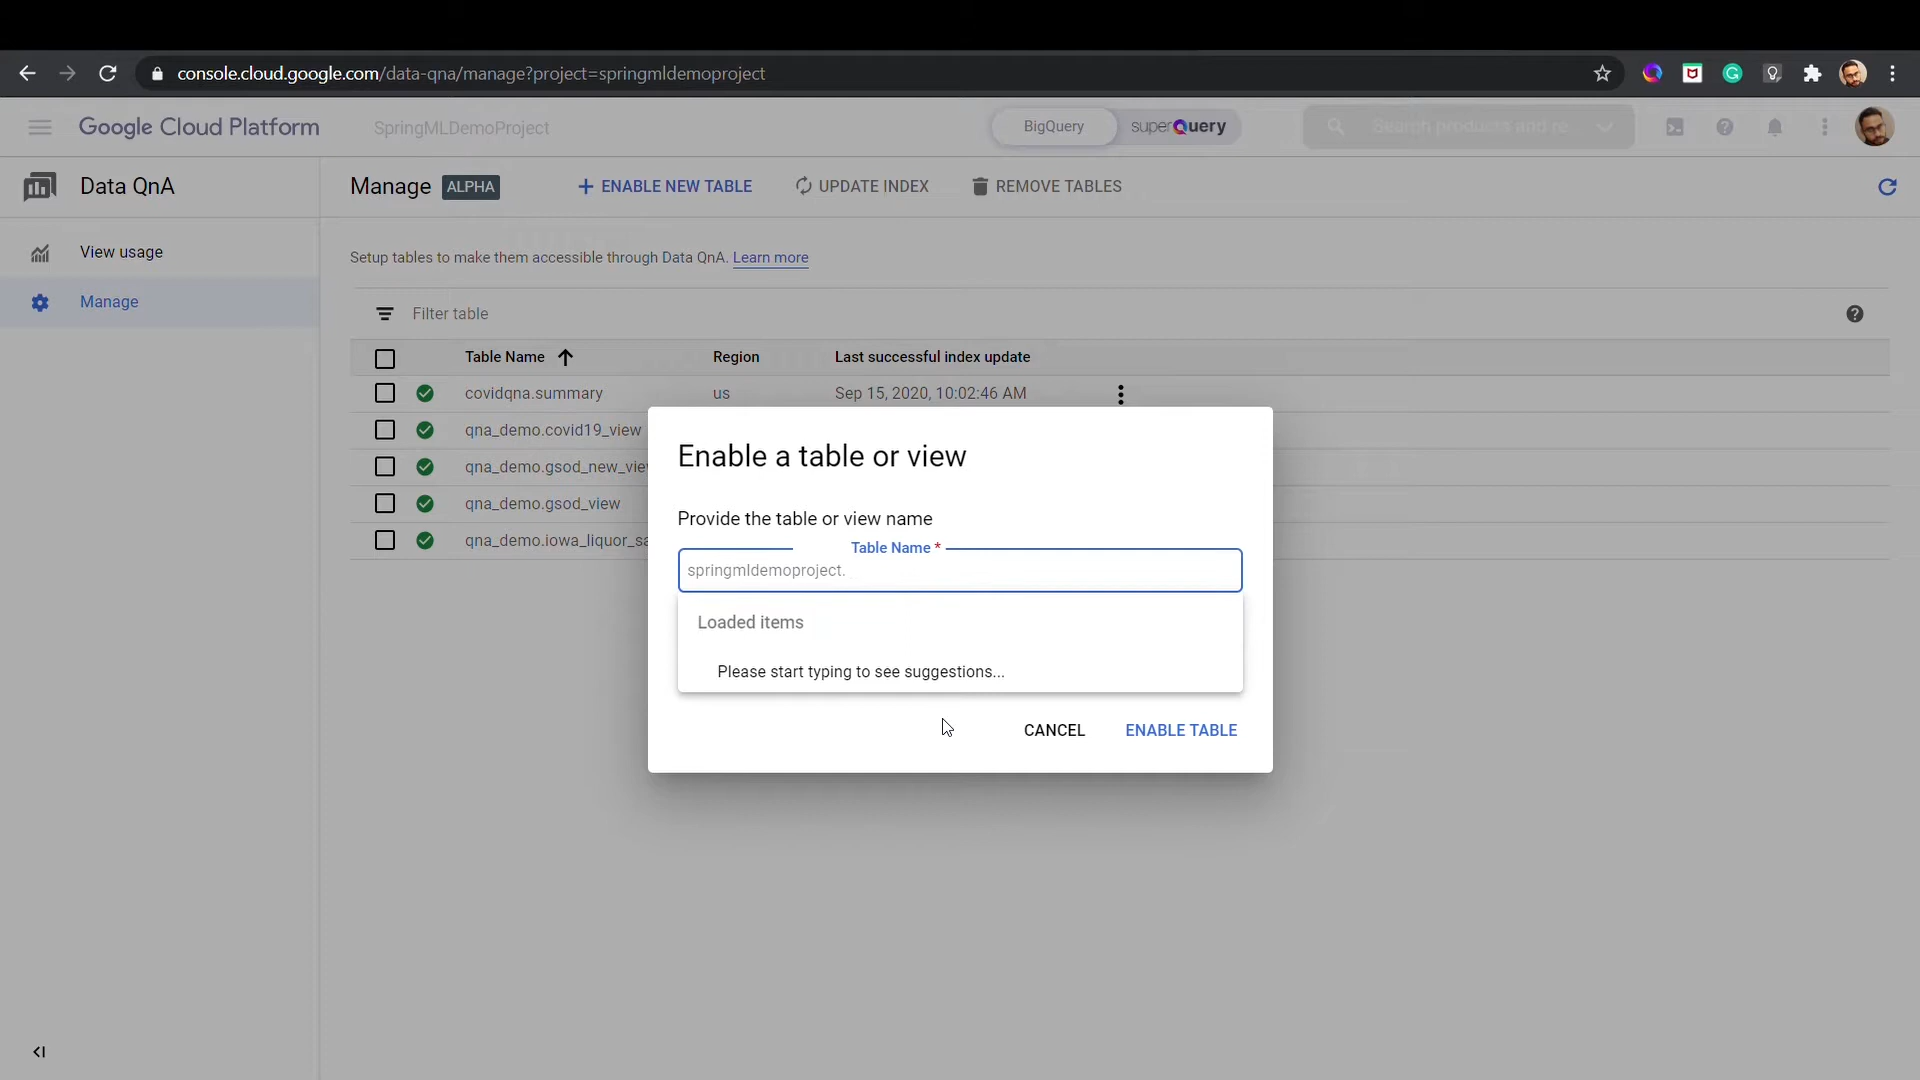 console.cloud.google.com/data-qna/manage?project=springmldemoproject
Google Cloud Platform
SpringMLDemoProject
BigQuery
superQuery
Search products and re
Data QnA
Manage
ALPHA
ENABLE NEW TABLE
UPDATE INDEX
REMOVE TABLES
View usage
Manage
Setup tables to make them accessible through Data QnA. Learn more
Filter table
Table Name
Region
Last successful index update
covidqna.summary
us
Sep 15, 2020, 10:02:46 AM
qna_demo.covid19_view
qna_demo.gsod_new_vie
qna_demo.gsod_view
qna_demo.iowa_liquor_sa
Enable a table or view
Provide the table or view name
Table Name *
springmldemoproject.
Loaded items
Please start typing to see suggestions...
CANCEL
ENABLE TABLE